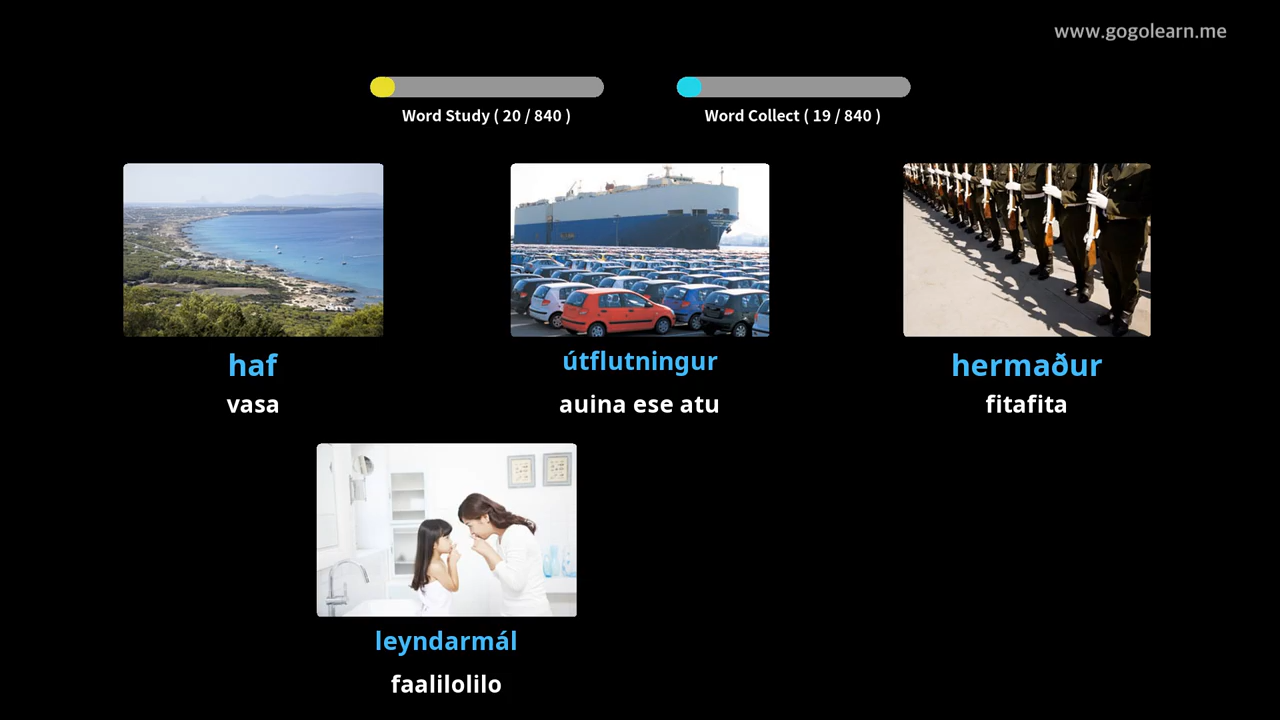 www.gogolearn.me
Word Study ( 20 / 840 )
Word Collect ( 19 / 840 )
haf
vasa
útflutningur
auina ese atu
hermaður
fitafita
leyndarmál
faalilolilo